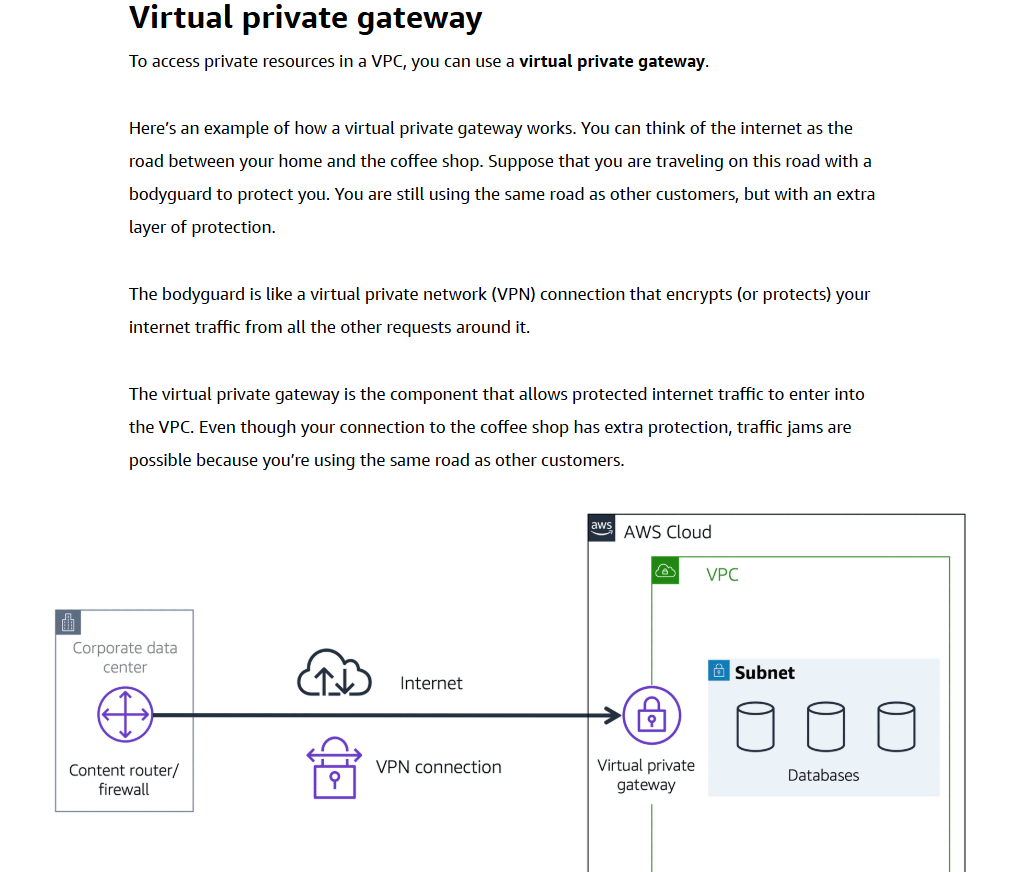 Virtual private gateway
To access private resources in a VPC, you can use a virtual private gateway.
Here’s an example of how a virtual private gateway works. You can think of the internet as the
road between your home and the coffee shop. Suppose that you are traveling on this road with a
bodyguard to protect you. You are still using the same road as other customers, but with an extra
layer of protection.
The bodyguard is like a virtual private network (VPN) connection that encrypts (or protects) your
internet traffic from all the other requests around it.
The virtual private gateway is the component that allows protected internet traffic to enter into
the VPC. Even though your connection to the coffee shop has extra protection, traffic jams are
possible because you’re using the same road as other customers.
aws
AWS Cloud
VPC
Corporate data
center
Content router/
firewall
Internet
VPN connection
Virtual private
gateway
Subnet
Databases